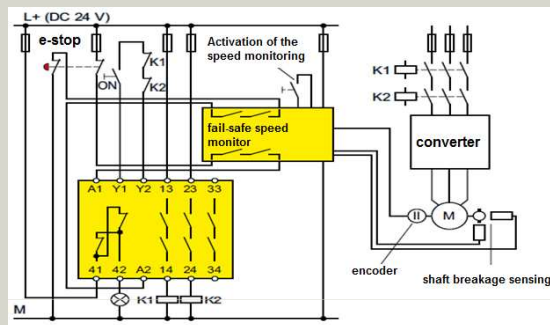 L+ (DC 24 V)
e-stop
Activation of the
speed monitoring
K1
K2
ON
K1
K2
fail-safe speed
monitor
converter
A1 Y1 Y2 13 23 33
II
M
41 42 A2 14 24 34
encoder
shaft breakage sensing
K1
K2
M